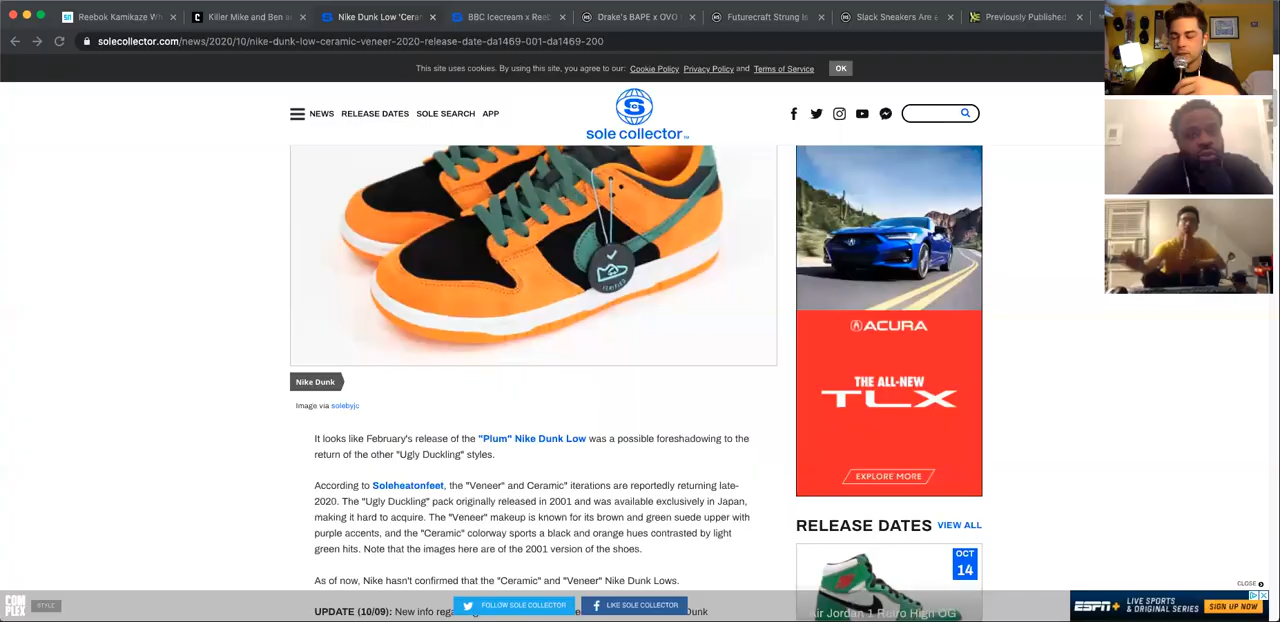 Reebok Kamikaze Wh
Killer Mike and Ben a
Nike Dunk Low 'Cera
BBC Icecream x Reeb
Drake's BAPE x OVO
Futurecraft Strung Is
Slack Sneakers Are
Previously Published
solecollector.com/news/2020/10/nike-dunk-low-ceramic-veneer-2020-release-date-da1469-001-da1469-200
This site uses cookies. By using this site, you agree to our: Cookie Policy Privacy Policy and Terms of Service OK
NEWS RELEASE DATES SOLE SEARCH APP
sole collector
Nike Dunk
Image via solebyjc
It looks like February's release of the "Plum" Nike Dunk Low was a possible foreshadowing to the
return of the other "Ugly Duckling" styles.
According to Soleheatonfeet, the "Veneer" and Ceramic" iterations are reportedly returning late-
2020. The "Ugly Duckling" pack originally released in 2001 and was available exclusively in Japan,
making it hard to acquire. The "Veneer" makeup is known for its brown and green suede upper with
purple accents, and the "Ceramic" colorway sports a black and orange hues contrasted by light
green hits. Note that the images here are of the 2001 version of the shoes.
As of now, Nike hasn't confirmed that the "Ceramic" and "Veneer" Nike Dunk Lows.
UPDATE (10/09): New info rega
Dunk
ACURA
THE ALL-NEW
TLX
EXPLORE MORE
RELEASE DATES VIEW ALL
OCT
14
Air Jordan 1 Retro High OG
COM
PLEX
STYLE
FOLLOW SOLE COLLECTOR
LIKE SOLE COLLECTOR
CLOSE
ESPN+
LIVE SPORTS
& ORIGINAL SERIES
SIGN UP NOW